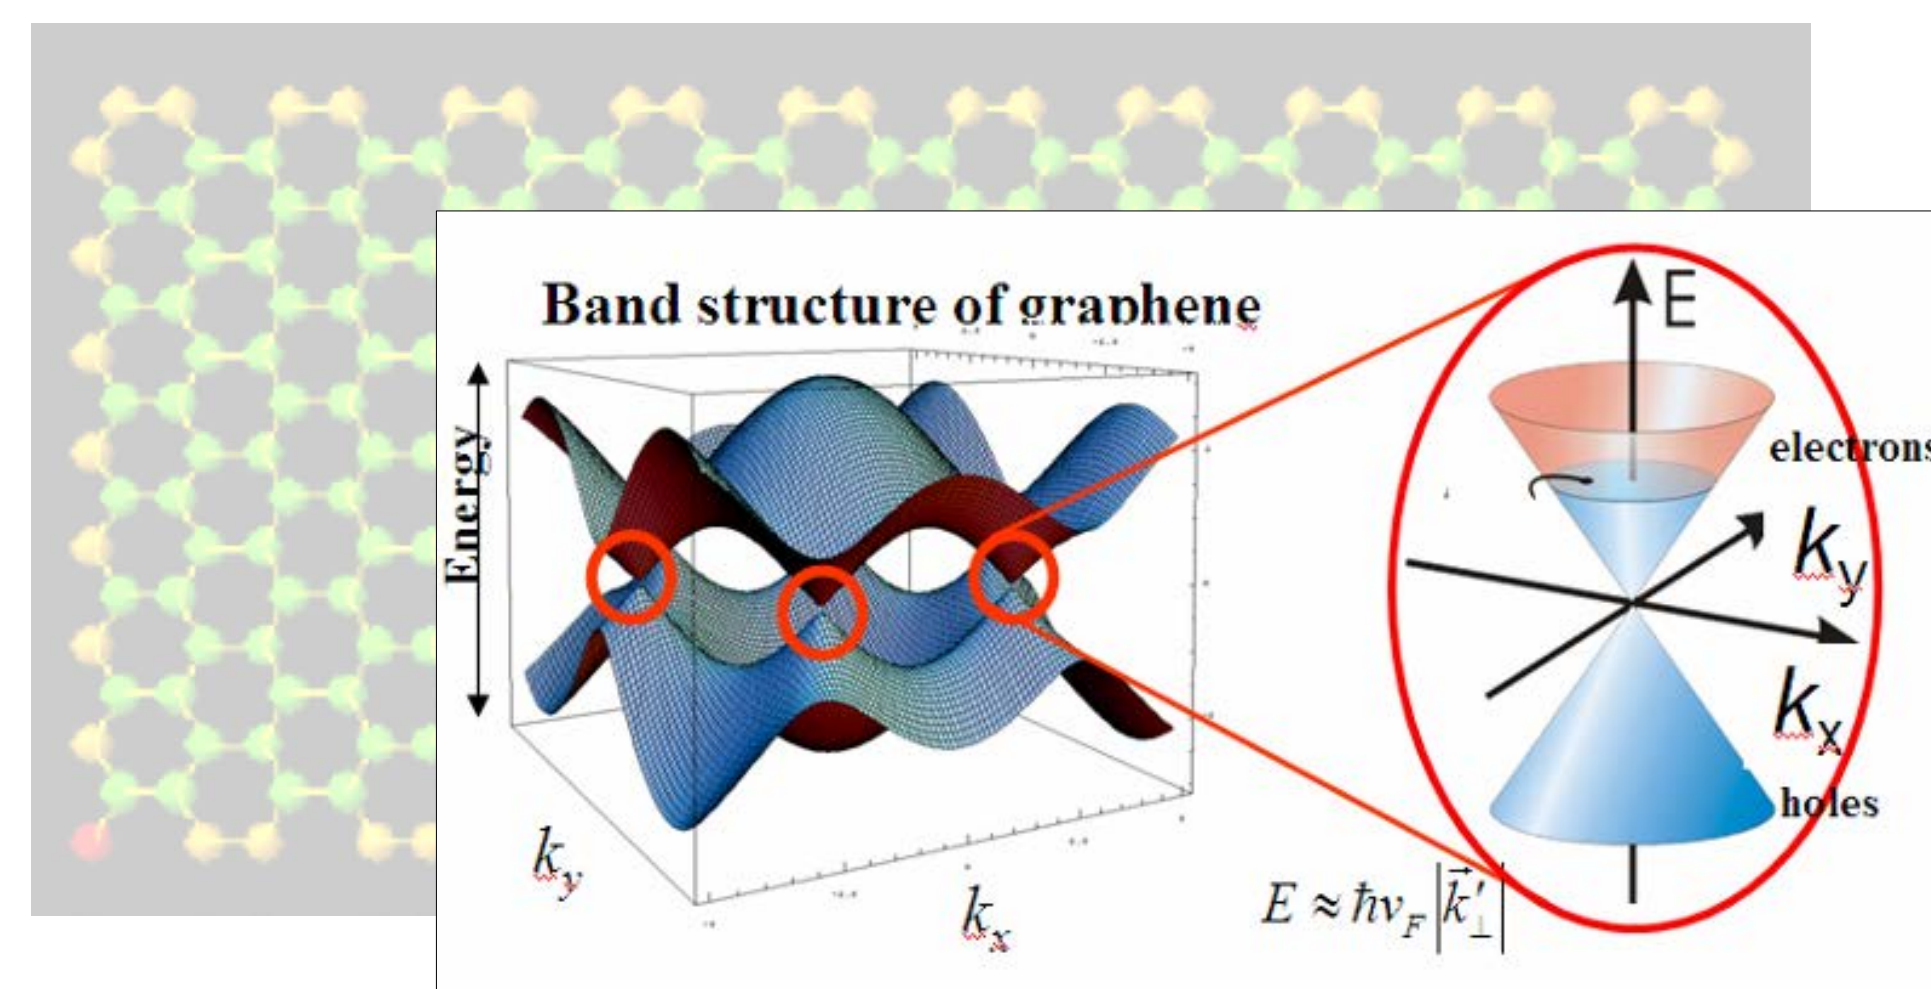 Band structure of graphene
E
Energy
electrons
k_y
k_x
holes
k_y
k_x
E ≈ ħv_F |k⃗′_⊥|